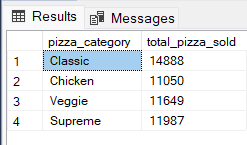 Results Messages
pizza_category total_pizza_sold
1 Classic 14888
2 Chicken 11050
3 Veggie 11649
4 Supreme 11987